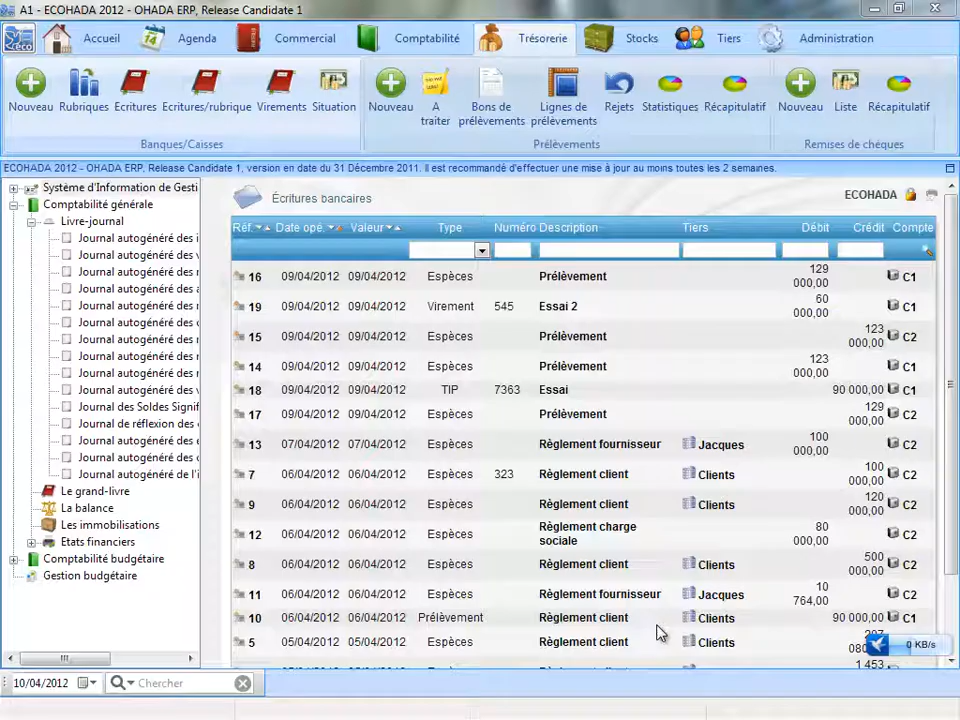 A1 - ECOHADA 2012 - OHADA ERP, Release Candidate 1
eco
Accueil
Agenda
Commercial
Comptabilité
Trésorerie
Stocks
Tiers
Administration
Nouveau
Rubriques
Ecritures
Ecritures/rubrique
Virements
Situation
Nouveau
A traiter
Bons de prélèvements
Lignes de prélèvements
Rejets
Statistiques
Récapitulatif
Nouveau
Liste
Récapitulatif
Banques/Caisses
Prélèvements
Remises de chéques
ECOHADA 2012 - OHADA ERP, Release Candidate 1, version en date du 31 Décembre 2011. Il est recommandé d'effectuer une mise à jour au moins toutes les 2 semaines.
Système d'Information de Gesti
Comptabilité générale
Livre-journal
Journal autogénéré des i
Journal autogénéré des v
Journal autogénéré des e
Journal autogénéré des a
Journal autogénéré des r
Journal autogénéré des c
Journal autogénéré des r
Journal autogénéré des r
Journal autogénéré des r
Journal autogénéré des v
Journal des Soldes Signif
Journal de réflexion des
Journal autogénéré des e
Journal autogénéré des c
Journal autogénéré de l'i
Le grand-livre
La balance
Les immobilisations
Etats financiers
Comptabilité budgétaire
Gestion budgétaire
Écritures bancaires
ECOHADA
Réf. Date opé. Valeur Type Numéro Description Tiers Débit Crédit Compte
16 09/04/2012 09/04/2012 Espèces Prélèvement 129 000,00 C1
19 09/04/2012 09/04/2012 Virement 545 Essai 2 60 000,00 C1
15 09/04/2012 09/04/2012 Espèces Prélèvement 123 000,00 C2
14 09/04/2012 09/04/2012 Espèces Prélèvement 123 000,00 C1
18 09/04/2012 09/04/2012 TIP 7363 Essai 90 000,00 C1
17 09/04/2012 09/04/2012 Espèces Prélèvement 129 000,00 C2
13 07/04/2012 07/04/2012 Espèces Règlement fournisseur Jacques 100 000,00 C2
7 06/04/2012 06/04/2012 Espèces 323 Règlement client Clients 100 000,00 C2
9 06/04/2012 06/04/2012 Espèces Règlement client Clients 120 000,00 C2
12 06/04/2012 06/04/2012 Espèces Règlement charge sociale 80 000,00 C2
8 06/04/2012 06/04/2012 Espèces Règlement client Clients 500 000,00 C2
11 06/04/2012 06/04/2012 Espèces Règlement fournisseur Jacques 10 764,00 C2
10 06/04/2012 06/04/2012 Prélèvement Règlement client Clients 90 000,00 C1
5 05/04/2012 05/04/2012 Espèces Règlement client Clients
1 453
0 KB/s
10/04/2012
Chercher